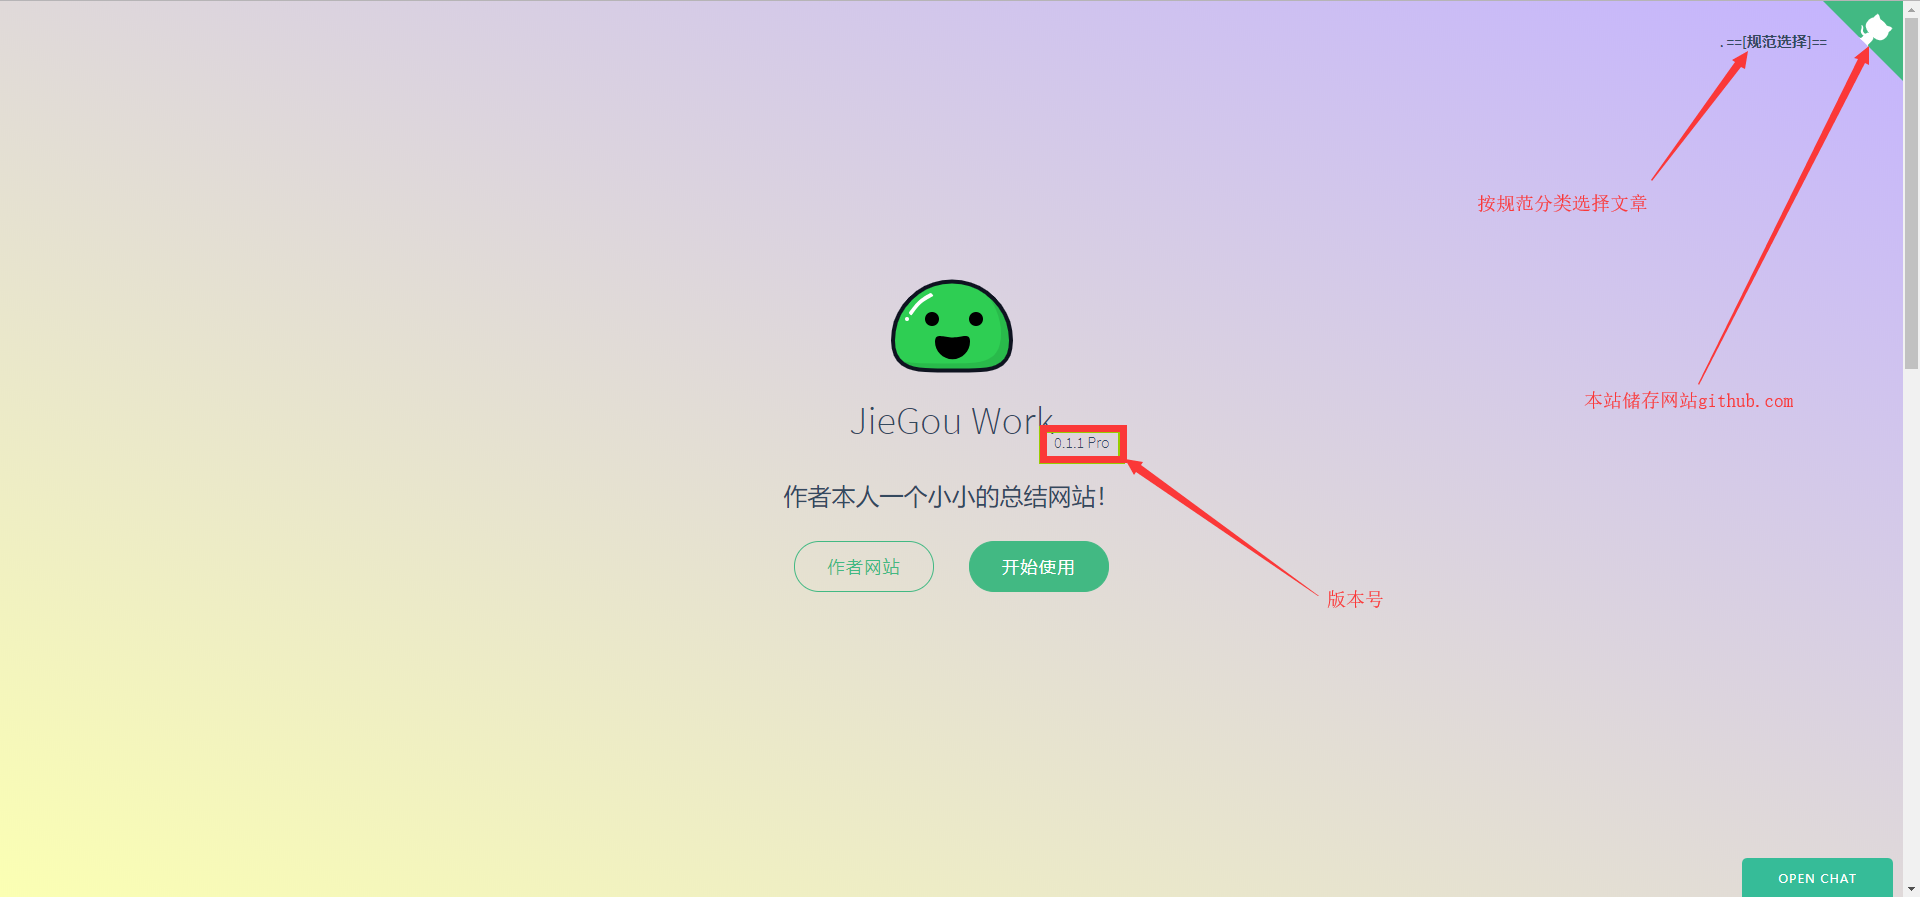 . ==[规范选择]==
按规范分类选择文章
本站储存网站github.com
JieGou Work
0.1.1 Pro
作者本人一个小小的总结网站！
作者网站
开始使用
版本号
OPEN CHAT